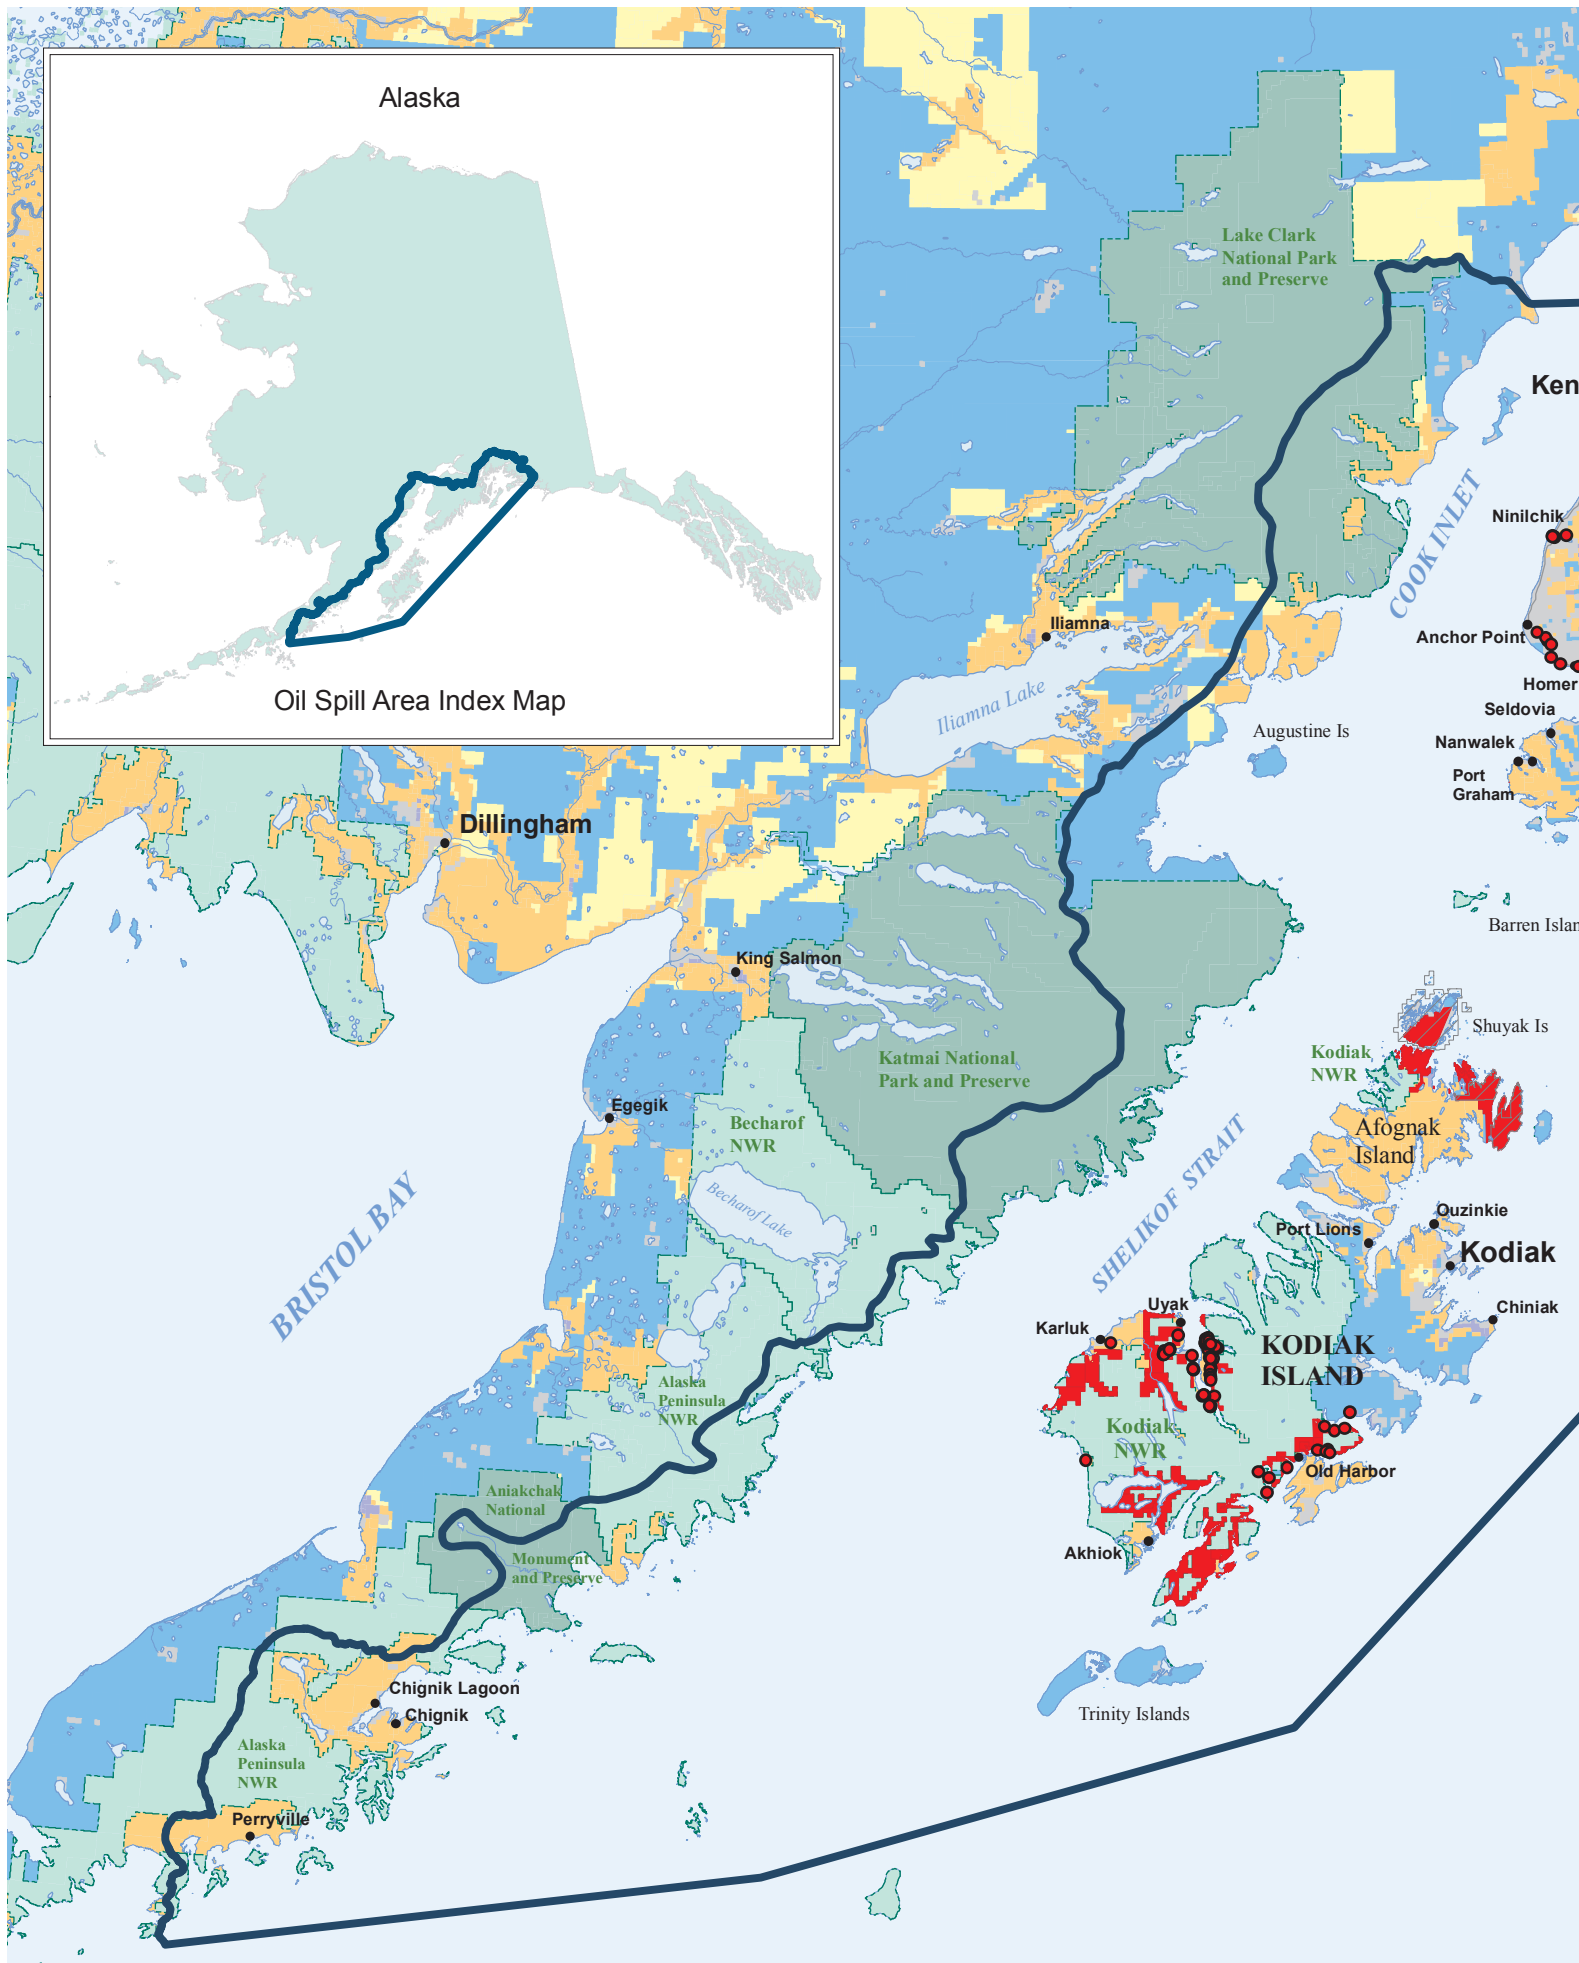 Alaska
Oil Spill Area Index Map
Lake Clark
National Park
and Preserve
Ken
COOK INLET
Ninilchik
Anchor Point
Homer
Seldovia
Nanwalek
Port
Graham
Iliamna
Iliamna Lake
Augustine Is
Dillingham
Barren Islan
King Salmon
Shuyak Is
Kodiak
NWR
Katmai National
Park and Preserve
Egegik
Becharof
NWR
Afognak
Island
Becharof Lake
BRISTOL BAY
SHELIKOF STRAIT
Ouzinkie
Port Lions
Kodiak
Chiniak
Uyak
Karluk
KODIAK
ISLAND
Alaska
Peninsula
NWR
Kodiak
NWR
Old Harbor
Aniakchak
National
Monument
and Preserve
Akhiok
Chignik Lagoon
Chignik
Trinity Islands
Alaska
Peninsula
NWR
Perryville